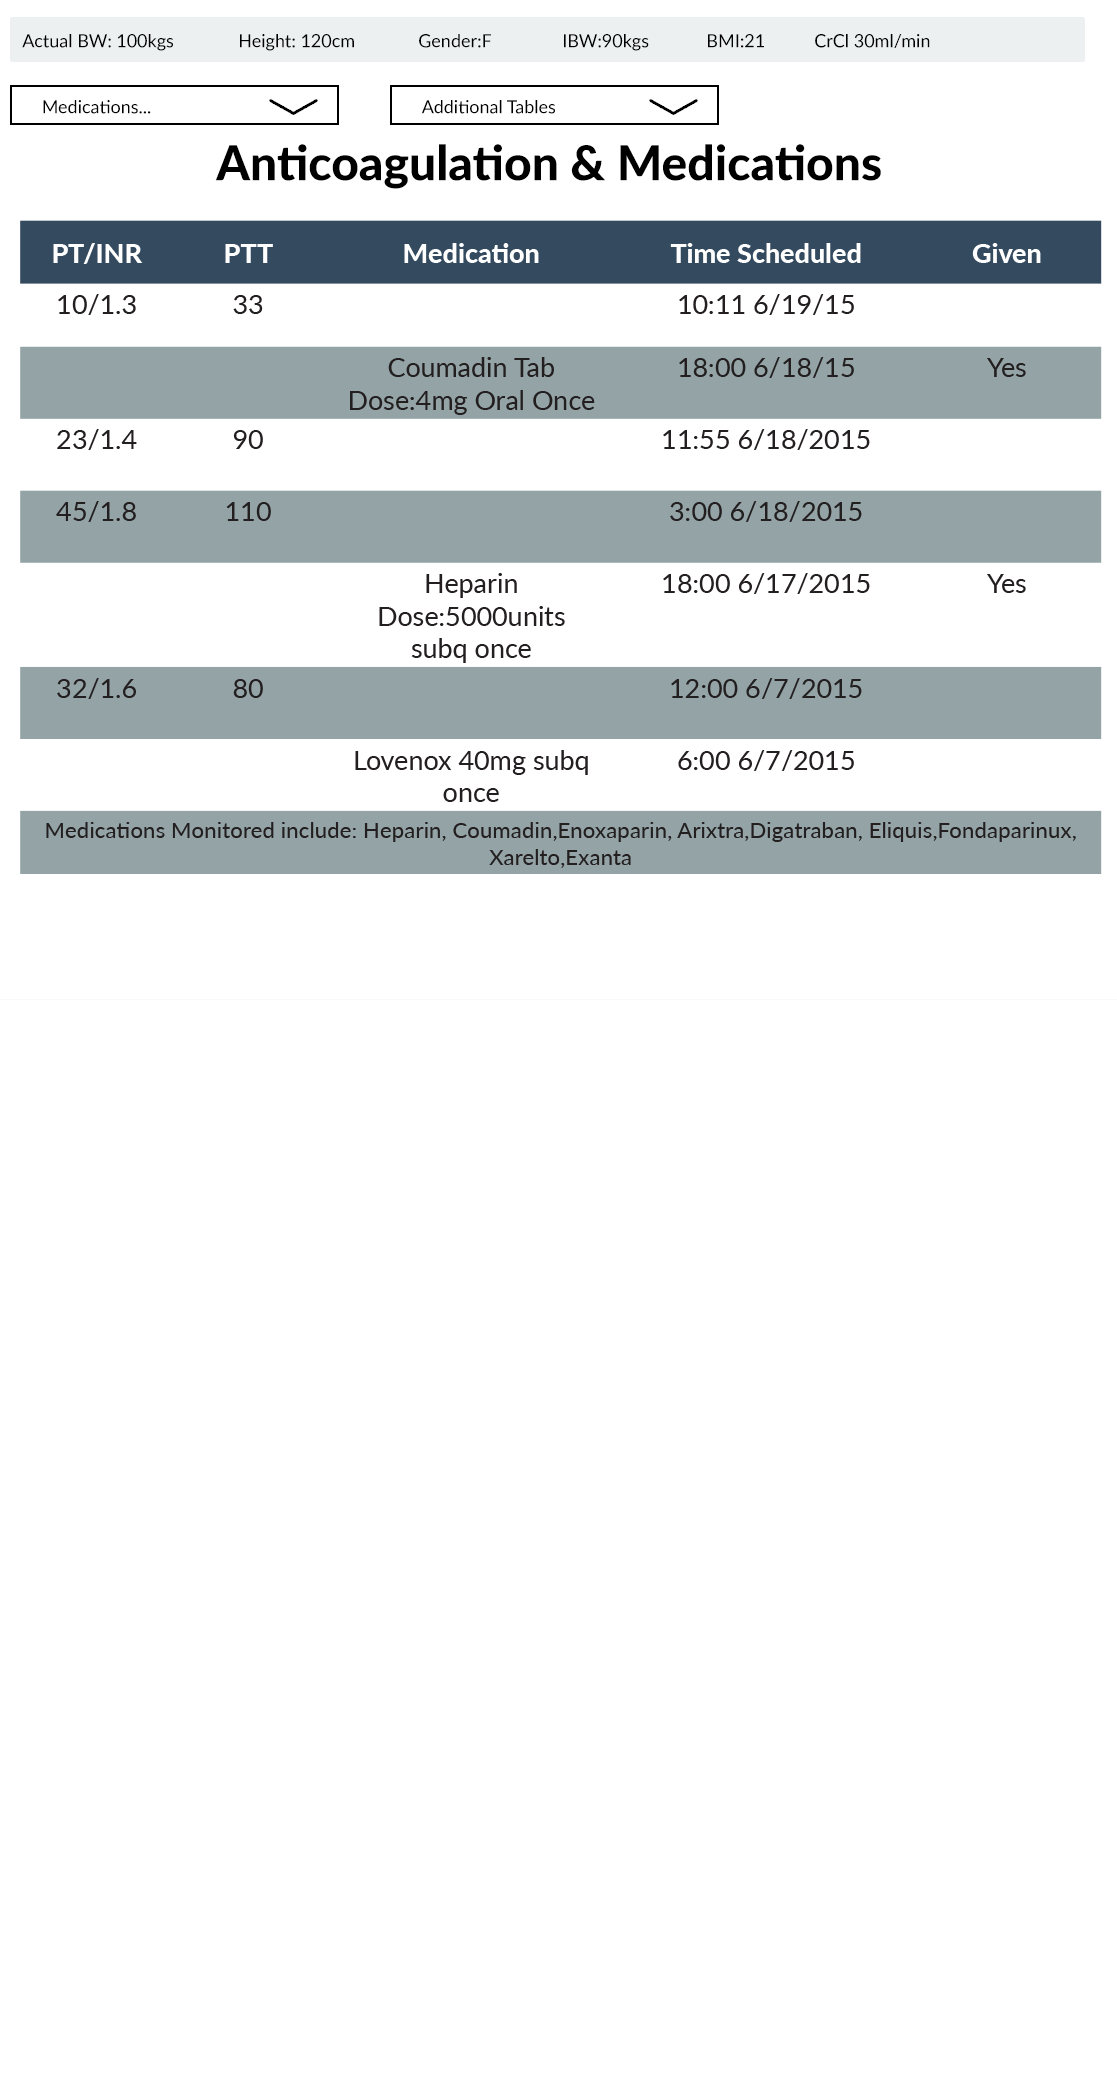 Actual BW: 100kgs Height: 120cm Gender:F IBW:90kgs BMI:21 CrCl 30ml/min
Medications... Additional Tables
Anticoagulation & Medications
PT/INR PTT Medication Time Scheduled Given
10/1.3 33 10:11 6/19/15
Coumadin Tab 18:00 6/18/15 Yes
Dose:4mg Oral Once
23/1.4 90 11:55 6/18/2015
45/1.8 110 3:00 6/18/2015
Heparin 18:00 6/17/2015 Yes
Dose:5000units
subq once
32/1.6 80 12:00 6/7/2015
Lovenox 40mg subq 6:00 6/7/2015
once
Medications Monitored include: Heparin, Coumadin,Enoxaparin, Arixtra,Digatraban, Eliquis,Fondaparinux,
Xarelto,Exanta